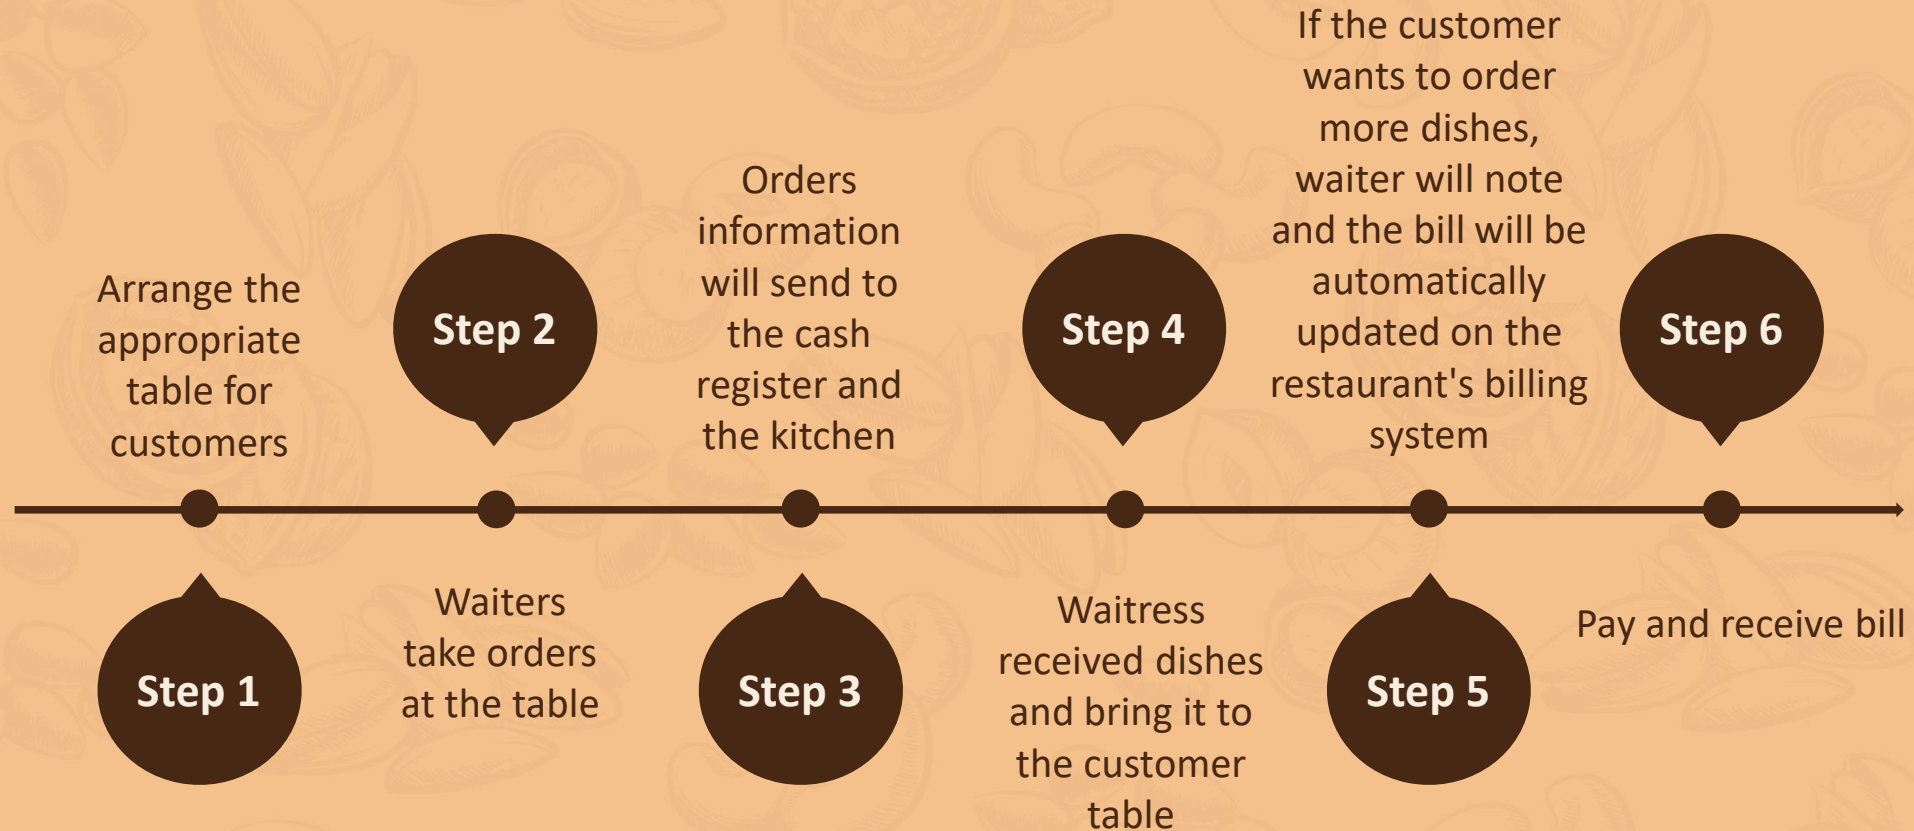 Arrange the
appropriate
table for
customers
Step 1
Step 2
Waiters
take orders
at the table
Orders
information
will send to
the cash
register and
the kitchen
Step 3
Step 4
Waitress
received dishes
and bring it to
the customer
table
If the customer
wants to order
more dishes,
waiter will note
and the bill will be
automatically
updated on the
restaurant's billing
system
Step 5
Step 6
Pay and receive bill